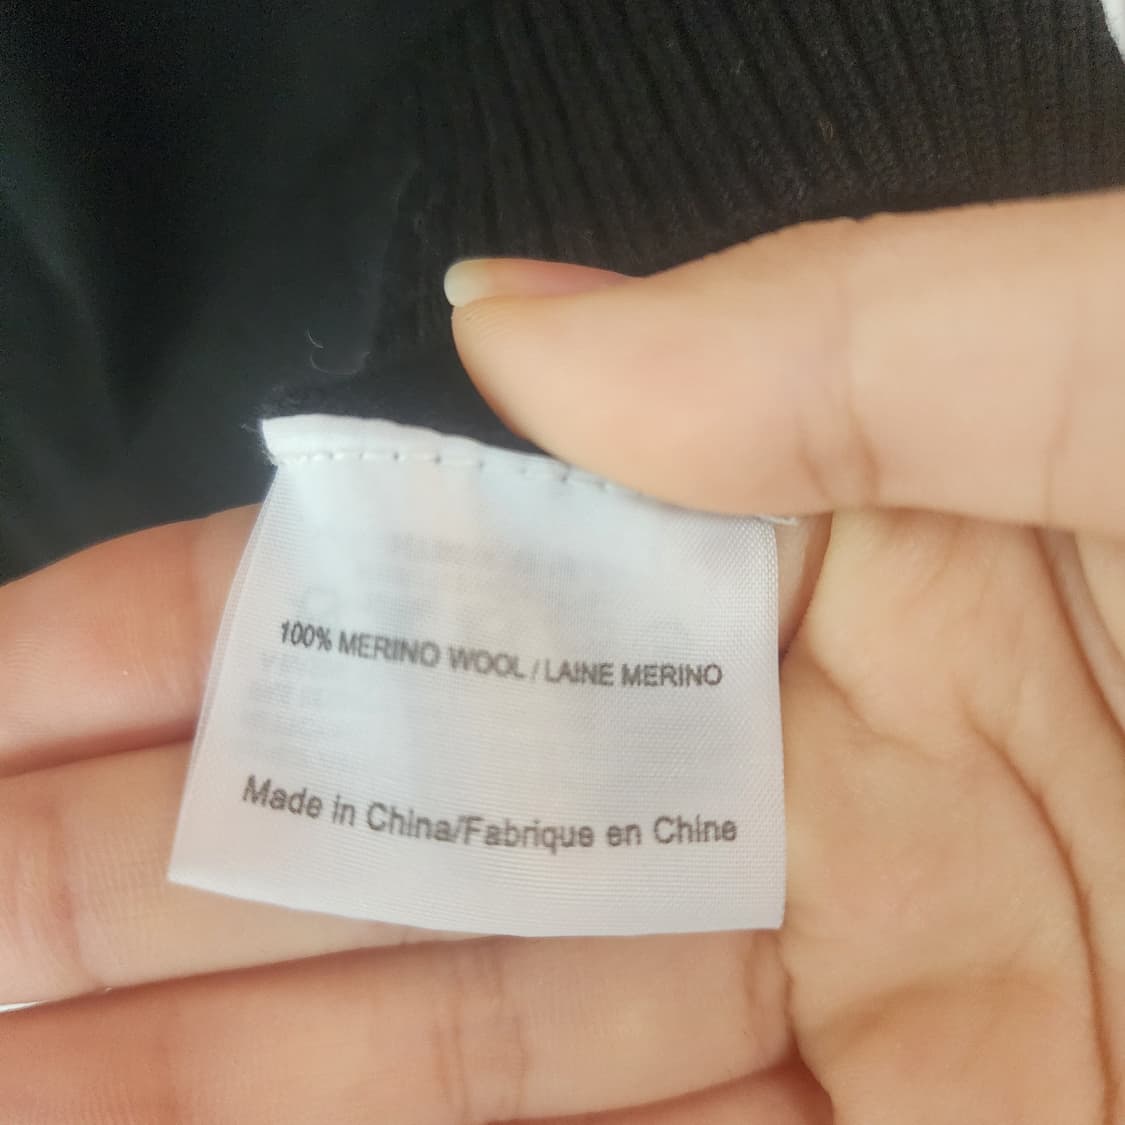 100% MERINO WOOL / LAINE MERINO
Made in China/Fabrique en Chine